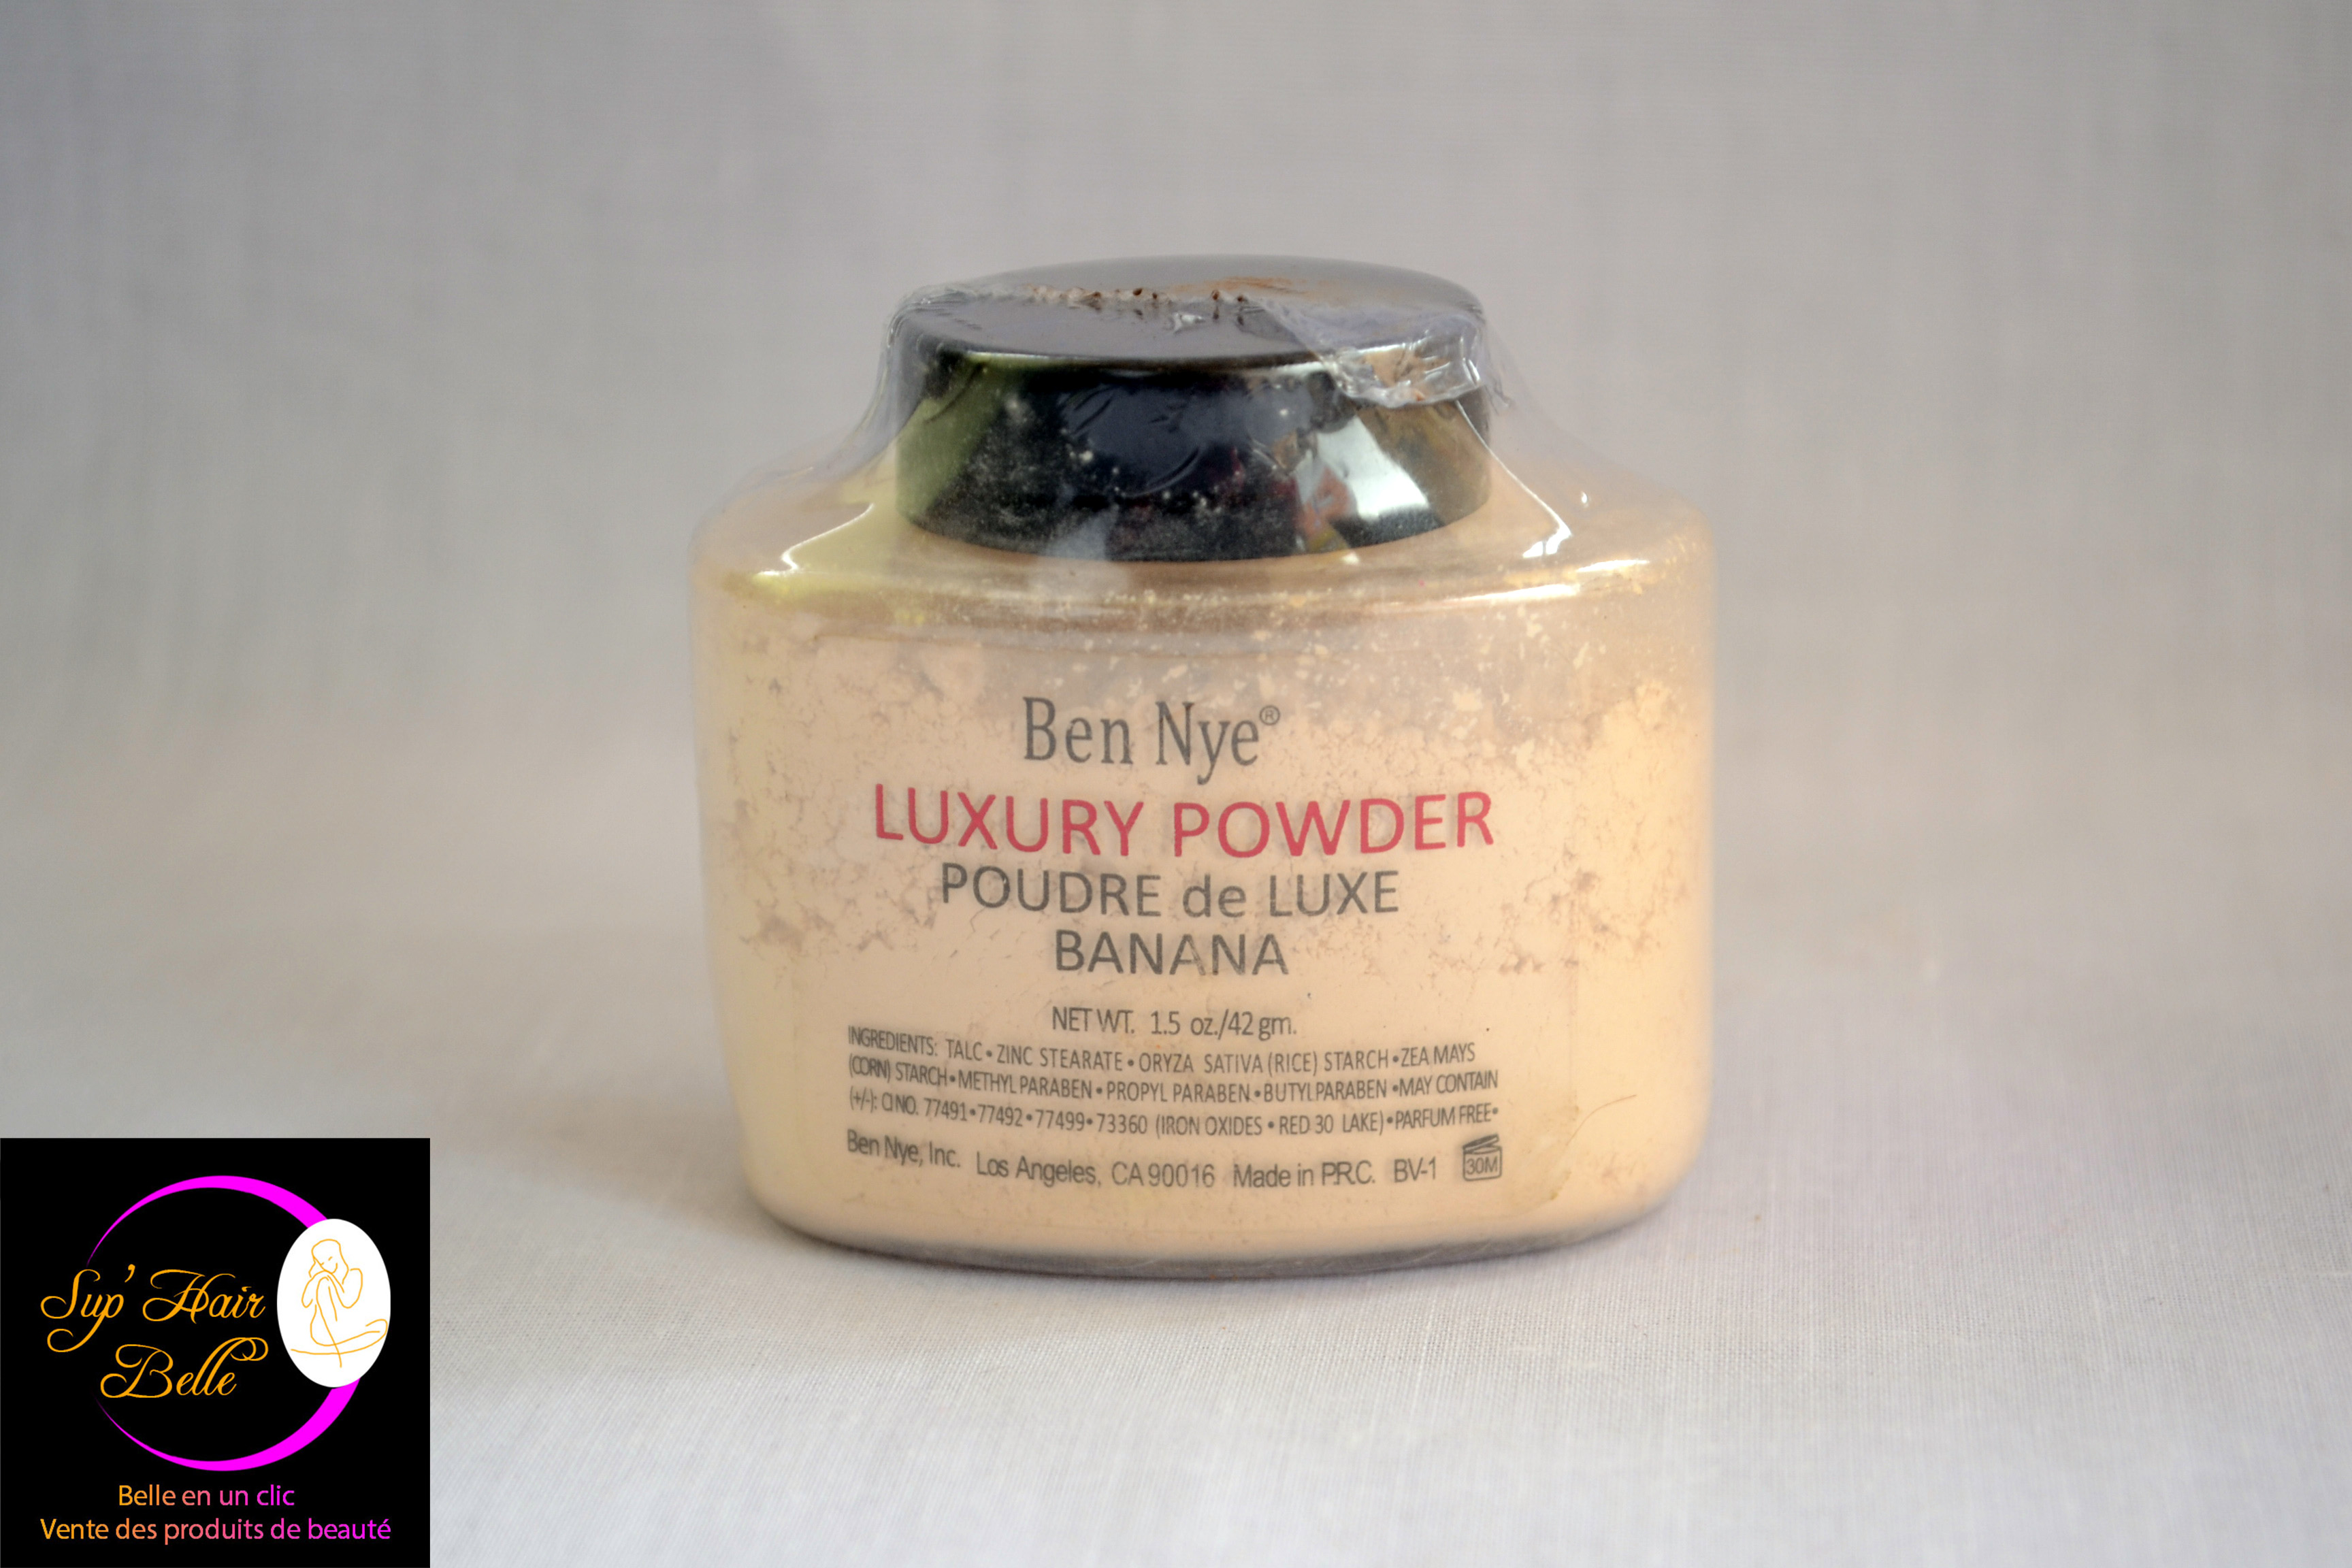 Ben Nye®
LUXURY POWDER
POUDRE de LUXE
BANANA
NET WT. 1.5 oz./42 gm.
INGREDIENTS: TALC • ZINC STEARATE • ORYZA SATIVA (RICE) STARCH • ZEA MAYS
(CORN) STARCH • METHYL PARABEN • PROPYL PARABEN • BUTYL PARABEN • MAY CONTAIN
(+/-): CI NO. 77491 • 77492 • 77499 • 73360 (IRON OXIDES • RED 30 LAKE) • PARFUM FREE •
Ben Nye, Inc. Los Angeles, CA 90016 Made in P.R.C. BV-1 30M
Sup' Hair
Belle
Belle en un clic
Vente des produits de beauté